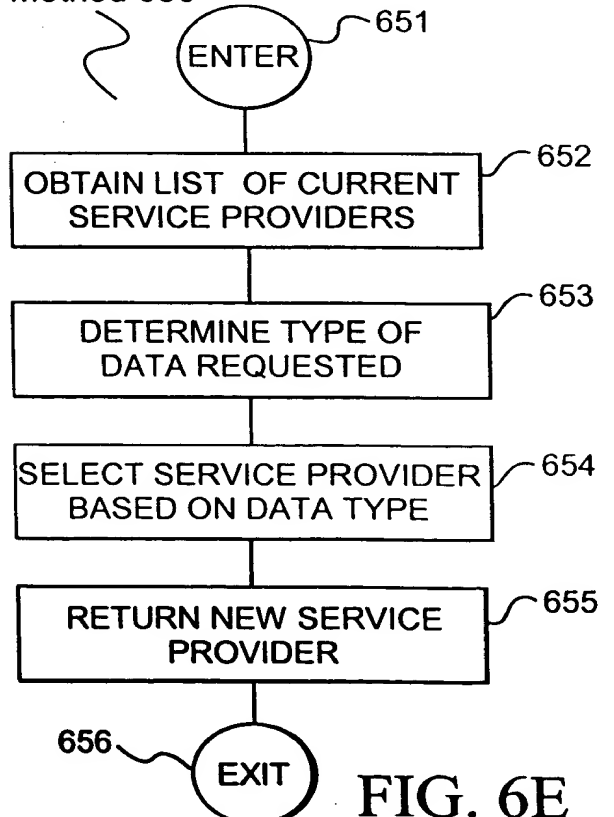 651
ENTER
652
OBTAIN LIST OF CURRENT
SERVICE PROVIDERS
653
DETERMINE TYPE OF
DATA REQUESTED
654
SELECT SERVICE PROVIDER
BASED ON DATA TYPE
655
RETURN NEW SERVICE
PROVIDER
656
EXIT
FIG. 6E